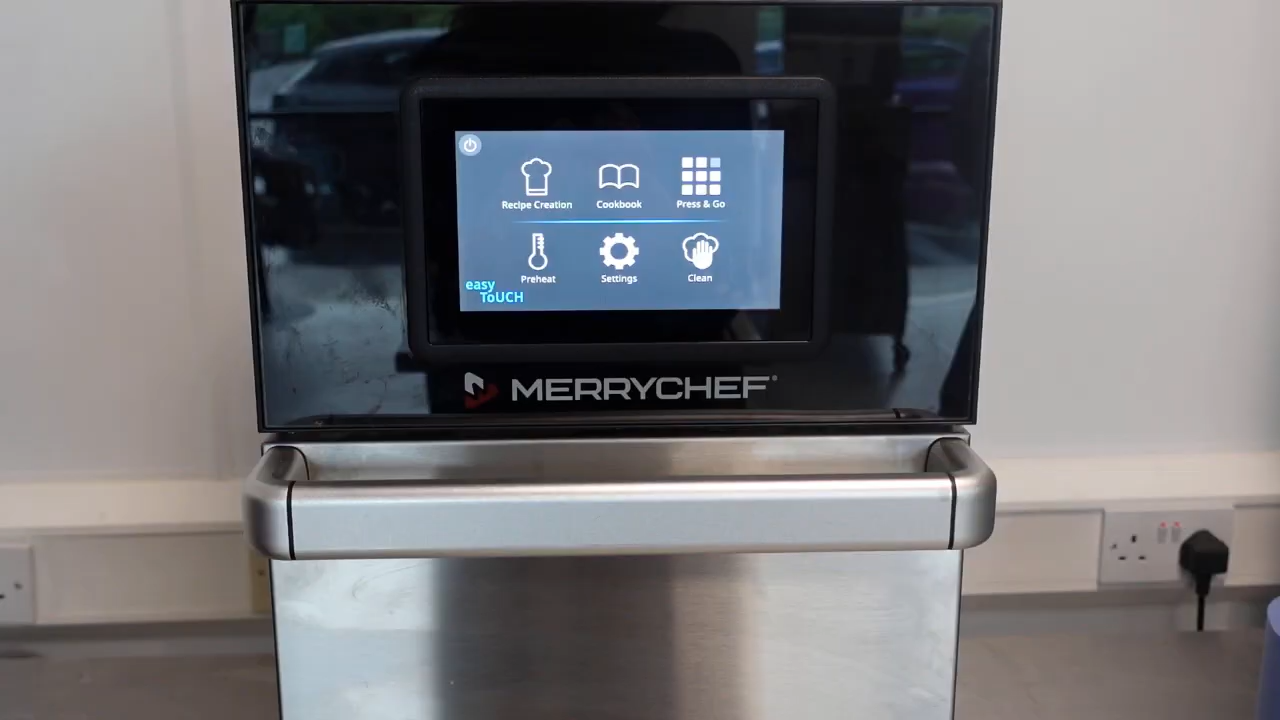 Recipe Creation
Cookbook
Press & Go
Preheat
Settings
Clean
easy
ToUCH
MERRYCHEF